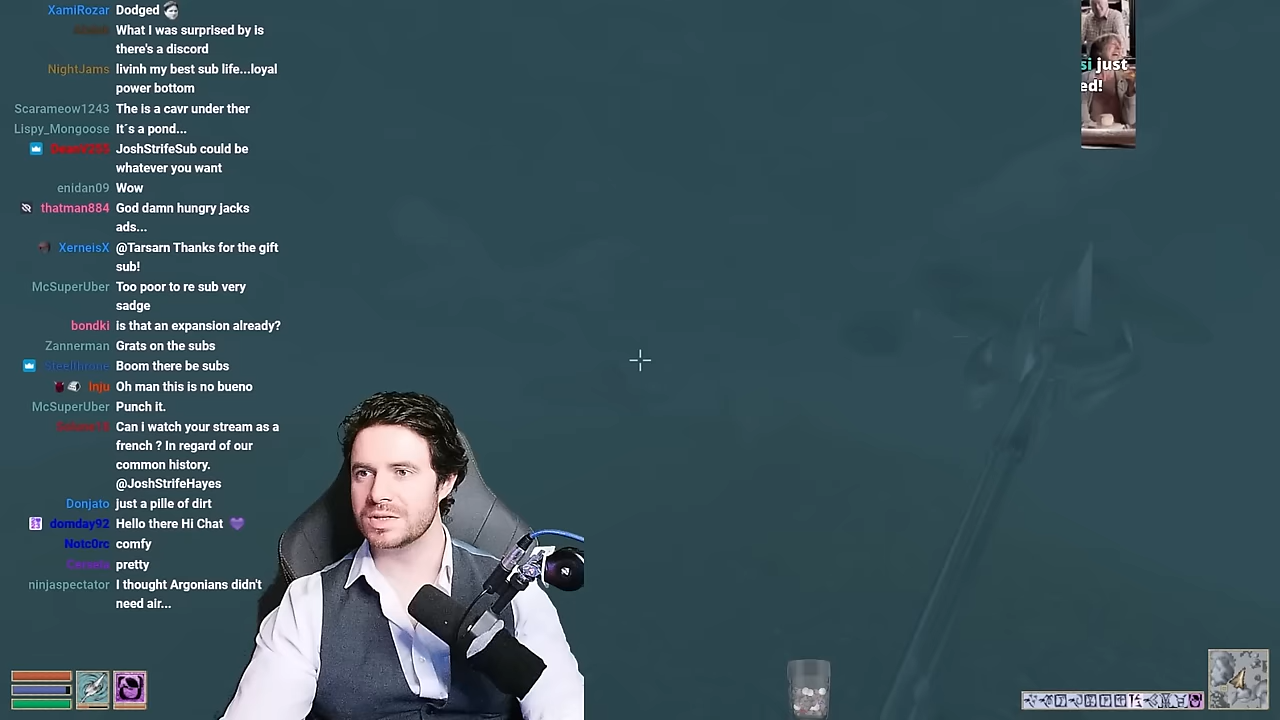 XamiRozar Dodged
What I was surprised by is
there's a discord
NightJams livinh my best sub life...loyal
power bottom
Scarameow1243 The is a cavr under ther
Lispy_Mongoose It´s a pond...
JoshStrifeSub could be
whatever you want
enidan09 Wow
thatman884 God damn hungry jacks
ads...
XerneisX @Tarsarn Thanks for the gift
sub!
McSuperUber Too poor to re sub very
sadge
bondki is that an expansion already?
Zannerman Grats on the subs
Steelthrone Boom there be subs
Inju Oh man this is no bueno
McSuperUber Punch it.
Can i watch your stream as a
french ? In regard of our
common history.
@JoshStrifeHayes
Donjato just a pille of dirt
domday92 Hello there Hi Chat
Notc0rc comfy
pretty
ninjaspectator I thought Argonians didn't
need air...
si just
ed!